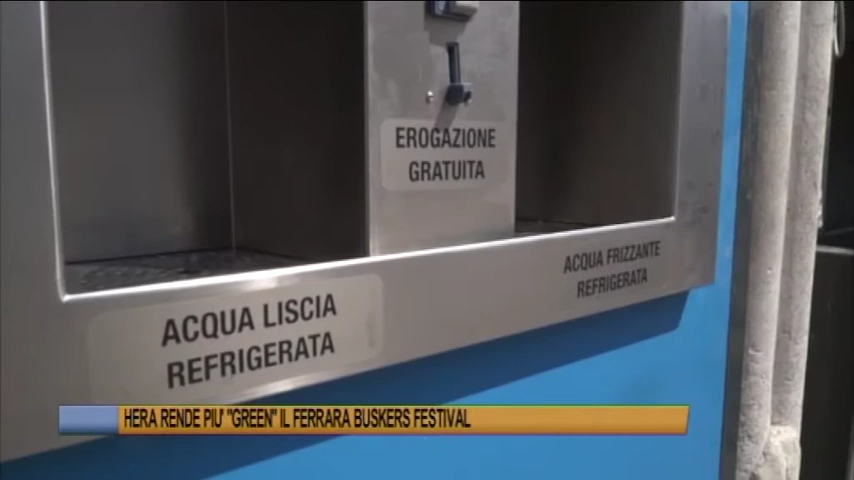 EROGAZIONE
GRATUITA
ACQUA LISCIA
REFRIGERATA
ACQUA FRIZZANTE
REFRIGERATA
HERA RENDE PIU' "GREEN" IL FERRARA BUSKERS FESTIVAL